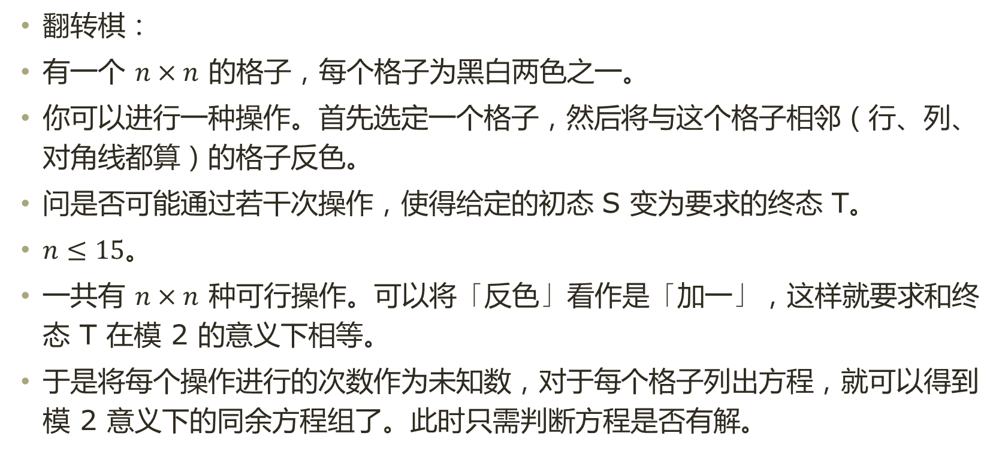 • 翻转棋：
• 有一个 n × n 的格子，每个格子为黑白两色之一。
• 你可以进行一种操作。首先选定一个格子，然后将与这个格子相邻（行、列、
对角线都算）的格子反色。
• 问是否可能通过若干次操作，使得给定的初态 S 变为要求的终态 T。
• n ≤ 15。
• 一共有 n × n 种可行操作。可以将「反色」看作是「加一」，这样就要求和终
态 T 在模 2 的意义下相等。
• 于是将每个操作进行的次数作为未知数，对于每个格子列出方程，就可以得到
模 2 意义下的同余方程组了。此时只需判断方程是否有解。